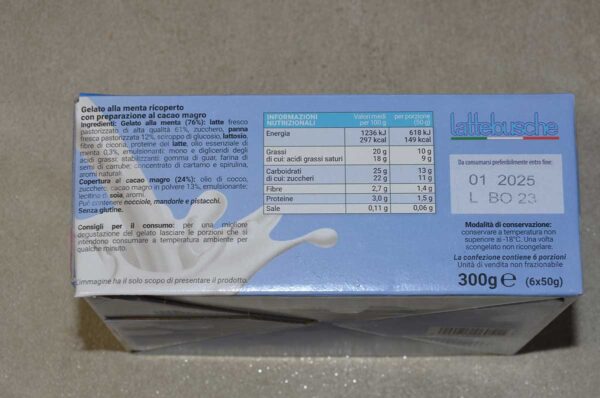 Gelato alla menta ricoperto
con preparazione al cacao magro
Ingredienti: Gelato alla menta (76%): latte fresco
pastorizzato di alta qualità 61%, zucchero, panna
fresca pastorizzata 12%, sciroppo di glucosio, lattosio,
fibre di cicoria, proteine del latte, olio essenziale di
menta 0,3%, emulsionanti: mono e digliceridi degli
acidi grassi; stabilizzanti: gomma di guar, farina di
semi di carrube; concentrato di cartamo e spirulina,
aromi naturali.
Copertura al cacao magro (24%): olio di cocco,
zucchero, cacao magro in polvere 13%, emulsionante:
lecitina di soia, aromi.
Può contenere nocciole, mandorle e pistacchi.
Senza glutine.
Consigli per il consumo: per una migliore
degustazione del gelato lasciare le porzioni che si
intendono consumare a temperatura ambiente per
qualche minuto.
L'immagine ha il solo scopo di presentare il prodotto.
INFORMAZIONI NUTRIZIONALI Valori medi per 100 g per porzione (50 g)
Energia 1236 kJ 618 kJ
297 kcal 149 kcal
Grassi 20 g 10 g
di cui: acidi grassi saturi 18 g 9 g
Carboidrati 25 g 13 g
di cui: zuccheri 22 g 11 g
Fibre 2,7 g 1,4 g
Proteine 3,0 g 1,5 g
Sale 0,11 g 0,06 g
lattebusche
Da consumarsi preferibilmente entro fine:
01 2025
L BO 23
Modalità di conservazione:
conservare a temperatura non
superiore ai -18°C. Una volta
scongelato non ricongelare.
La confezione contiene 6 porzioni
Unità di vendita non frazionabile
300g e (6x50g)